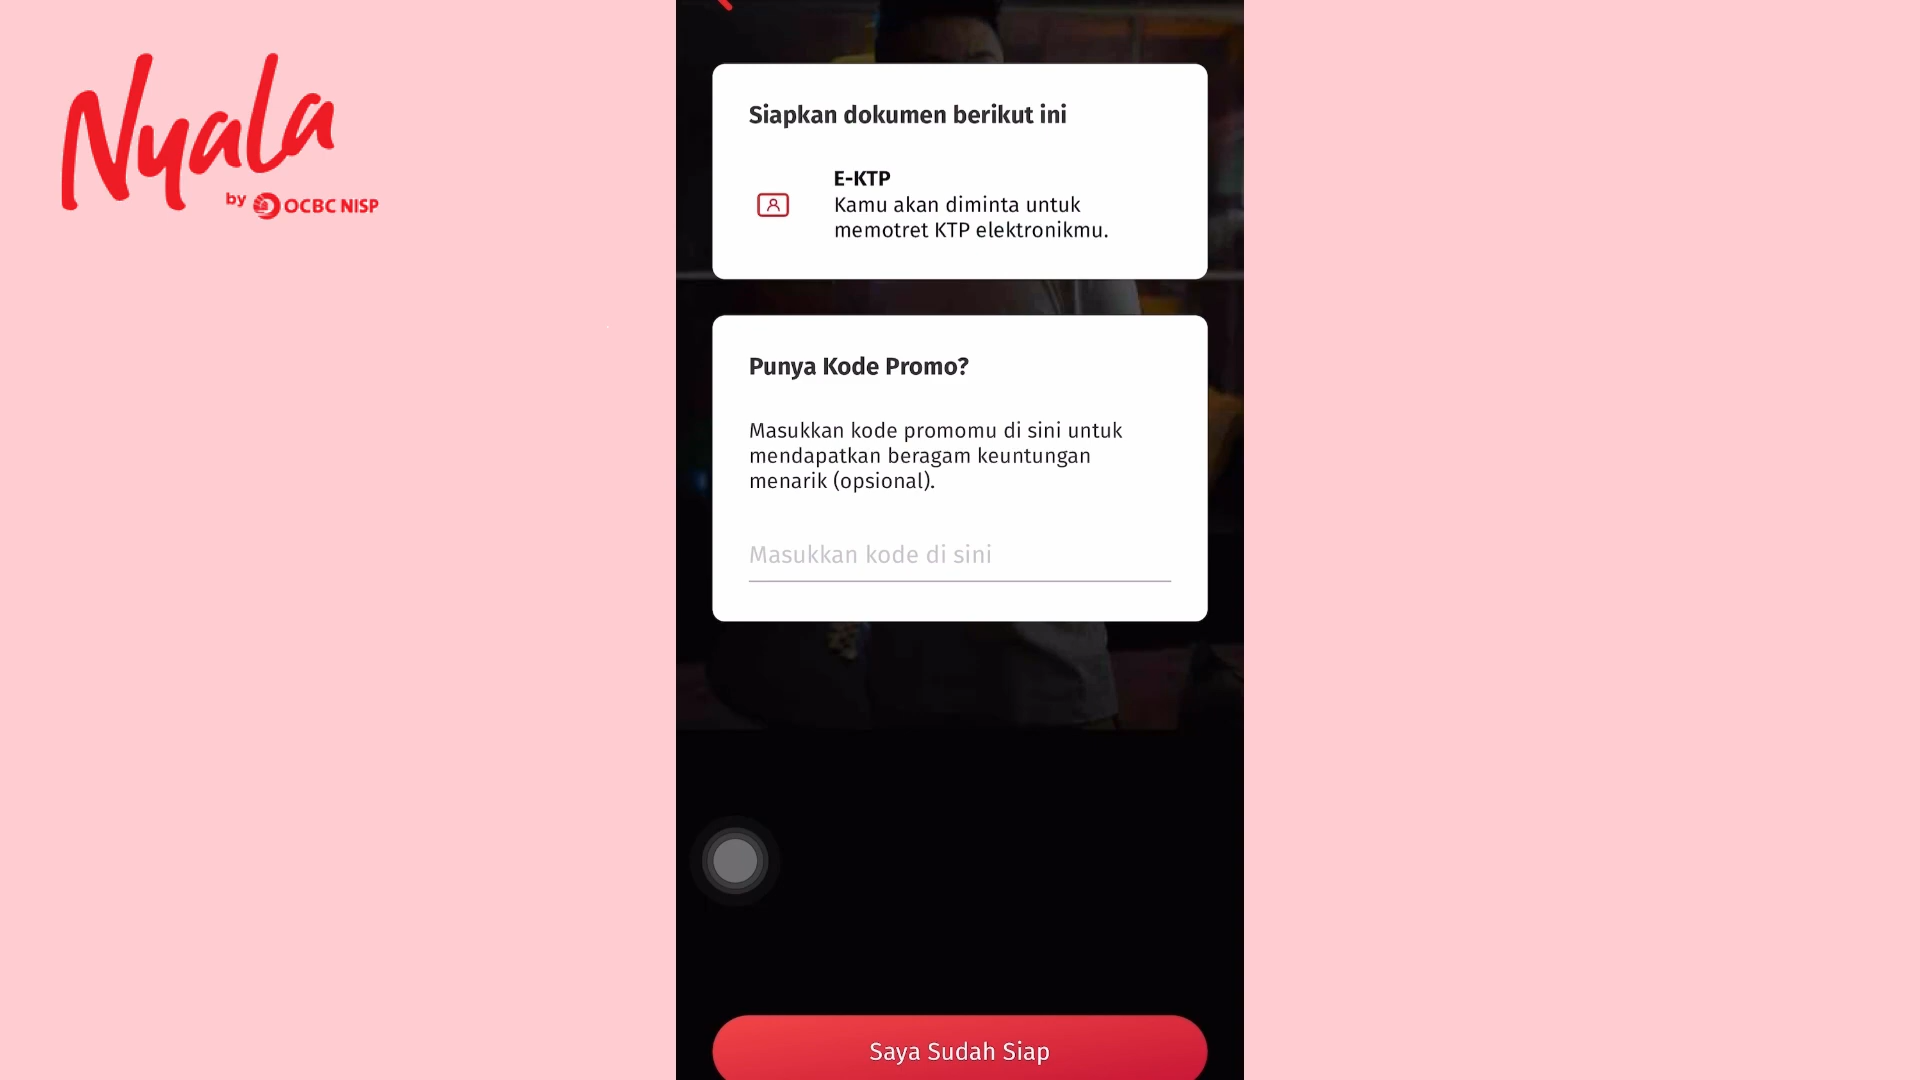 Nyala
by OCBC NISP
Siapkan dokumen berikut ini
E-KTP
Kamu akan diminta untuk
memotret KTP elektronikmu.
Punya Kode Promo?
Masukkan kode promomu di sini untuk
mendapatkan beragam keuntungan
menarik (opsional).
Masukkan kode di sini
Saya Sudah Siap